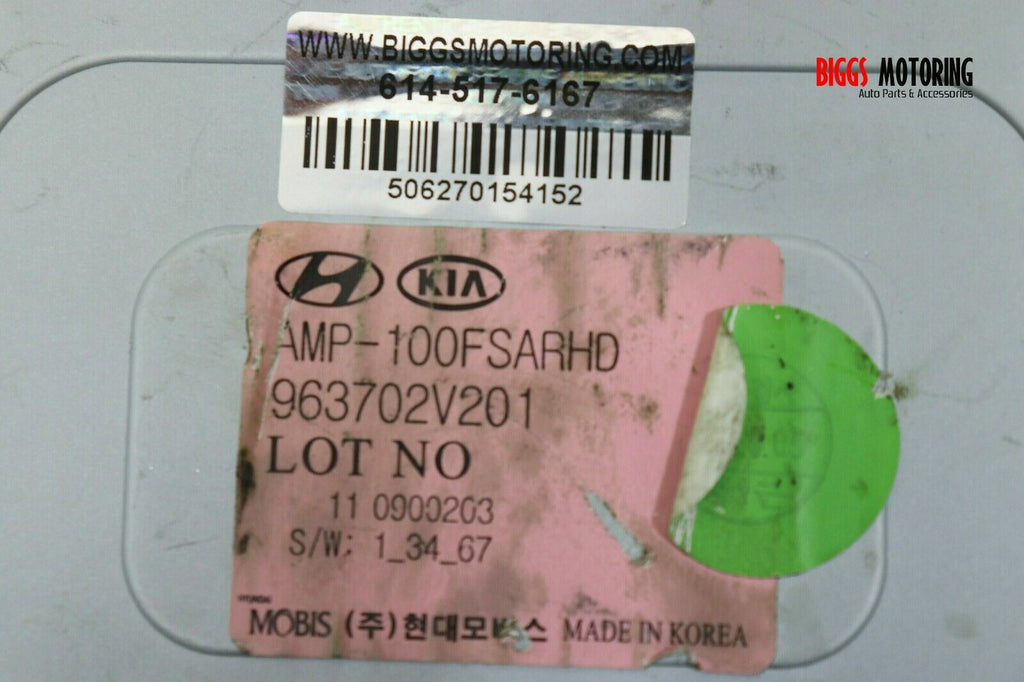 WWW.BIGGSMOTORING.COM
614-517-6167
506270154152
BIGGS MOTORING
Auto Parts & Accessories
KIA
AMP-100FSARHD
963702V201
LOT NO
11 0900203
S/W: 1_34_67
HYUNDAI
MOBIS (주)현대모비스 MADE IN KOREA